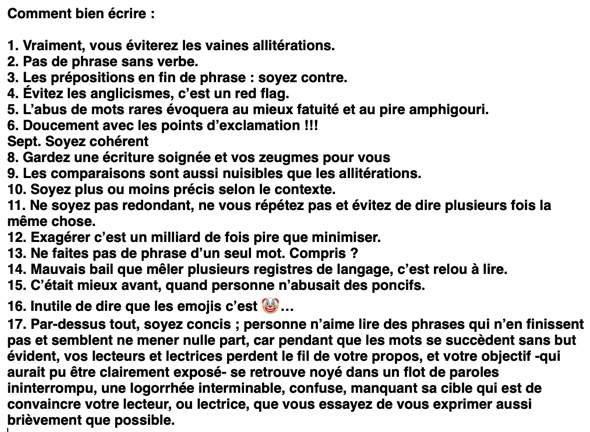 Comment bien écrire :
1. Vraiment, vous éviterez les vaines allitérations.
2. Pas de phrase sans verbe.
3. Les prépositions en fin de phrase : soyez contre.
4. Évitez les anglicismes, c’est un red flag.
5. L’abus de mots rares évoquera au mieux fatuité et au pire amphigouri.
6. Doucement avec les points d’exclamation !!!
Sept. Soyez cohérent
8. Gardez une écriture soignée et vos zeugmes pour vous
9. Les comparaisons sont aussi nuisibles que les allitérations.
10. Soyez plus ou moins précis selon le contexte.
11. Ne soyez pas redondant, ne vous répétez pas et évitez de dire plusieurs fois la
même chose.
12. Exagérer c’est un milliard de fois pire que minimiser.
13. Ne faites pas de phrase d’un seul mot. Compris ?
14. Mauvais bail que mêler plusieurs registres de langage, c’est relou à lire.
15. C’était mieux avant, quand personne n’abusait des poncifs.
16. Inutile de dire que les emojis c’est 🤡…
17. Par-dessus tout, soyez concis ; personne n’aime lire des phrases qui n’en finissent
pas et semblent ne mener nulle part, car pendant que les mots se succèdent sans but
évident, vos lecteurs et lectrices perdent le fil de votre propos, et votre objectif -qui
aurait pu être clairement exposé- se retrouve noyé dans un flot de paroles
ininterrompu, une logorrhée interminable, confuse, manquant sa cible qui est de
convaincre votre lecteur, ou lectrice, que vous essayez de vous exprimer aussi
brièvement que possible.